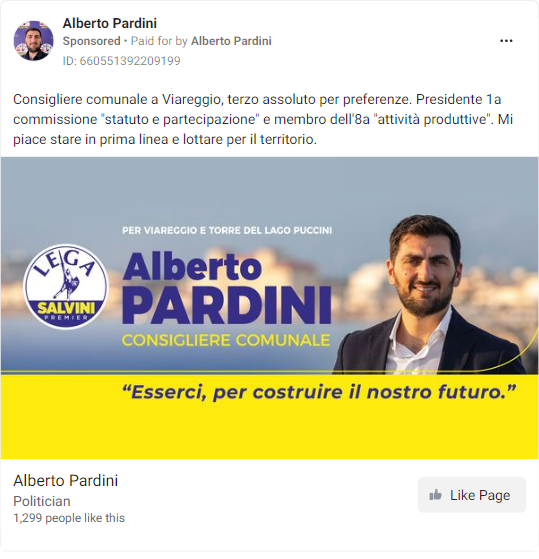 Alberto Pardini
Sponsored • Paid for by Alberto Pardini
ID: 660551392209199
Consigliere comunale a Viareggio, terzo assoluto per preferenze. Presidente 1a
commissione "statuto e partecipazione" e membro dell'8a "attività produttive". Mi
piace stare in prima linea e lottare per il territorio.
PER VIAREGGIO E TORRE DEL LAGO PUCCINI
LEGA
SALVINI
PREMIER
Alberto
PARDINI
CONSIGLIERE COMUNALE
“Esserci, per costruire il nostro futuro.”
Alberto Pardini
Politician
1,299 people like this
Like Page